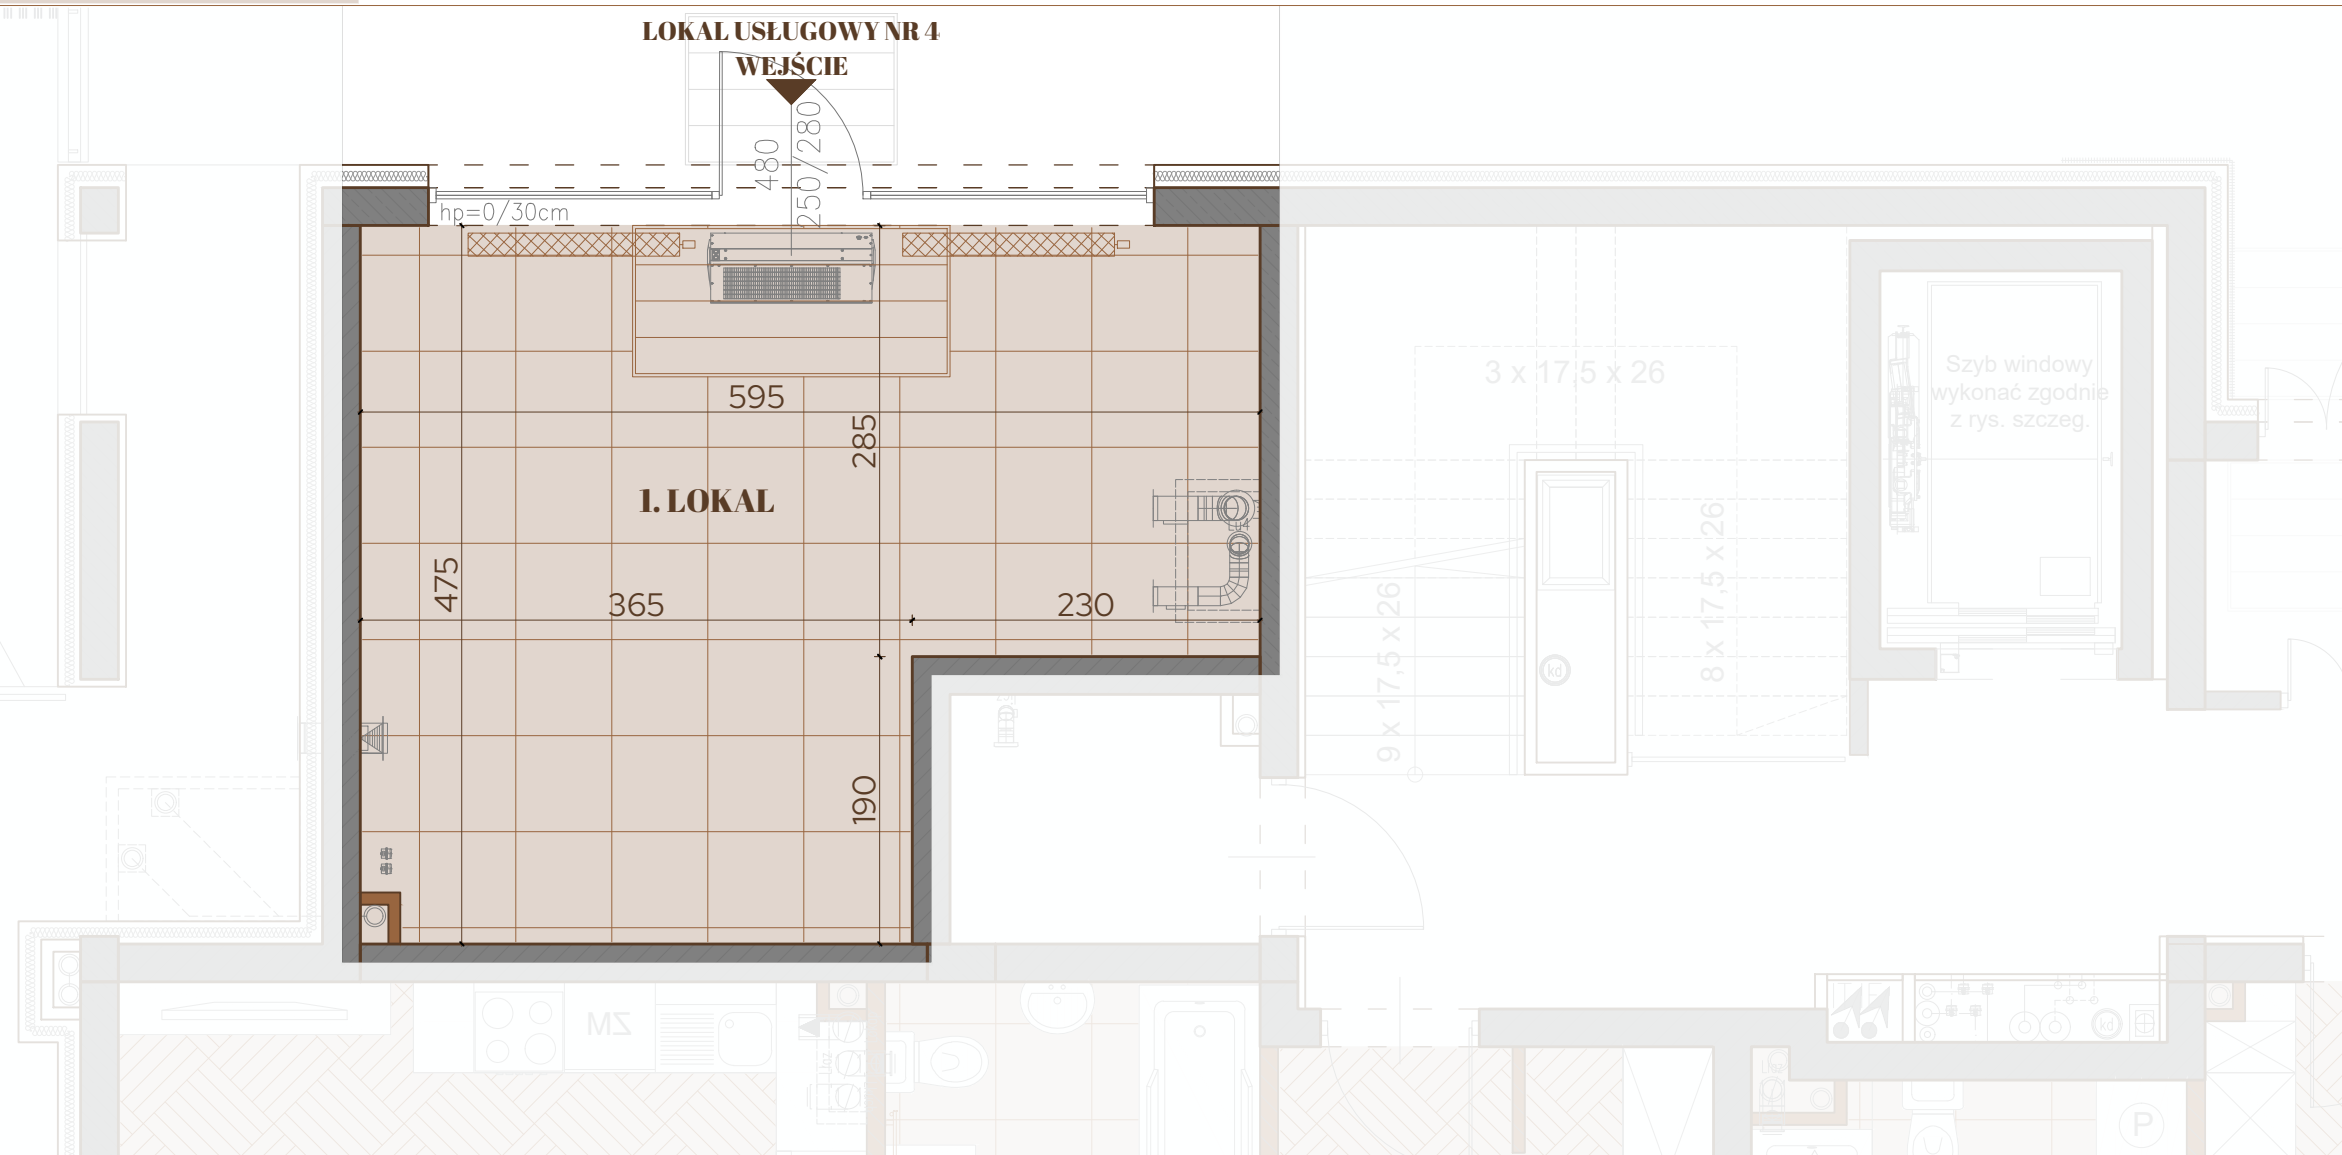 LOKAL USŁUGOWY NR 4
WEJŚCIE
480
250/280
hp=0/30cm
595
285
1. LOKAL
475
365
230
190
Lu4
3 x 17,5 x 26
9 x 17,5 x 26
8 x 17,5 x 26
Szyb windowy
wykonać zgodnie
z rys. szczeg.
kd
kd
MZ
P